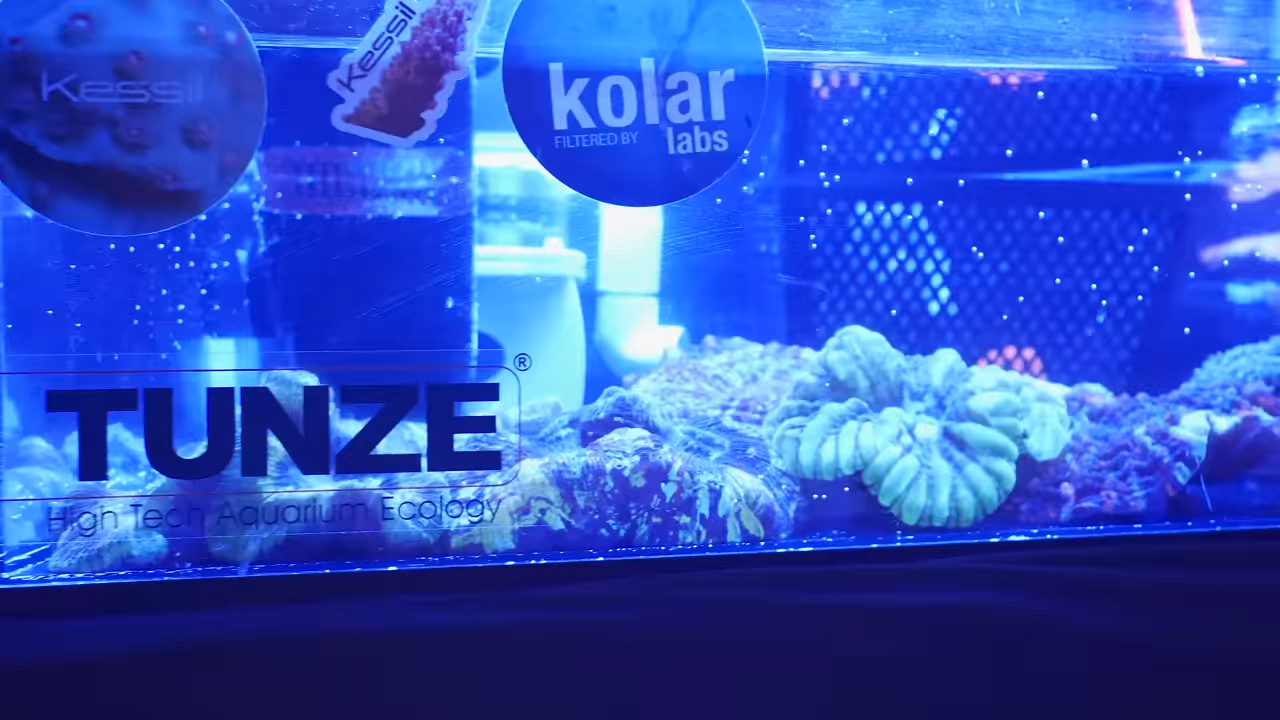 Kessil
Kessil
kolar
FILTERED BY labs
TUNZE®
High Tech Aquarium Ecology